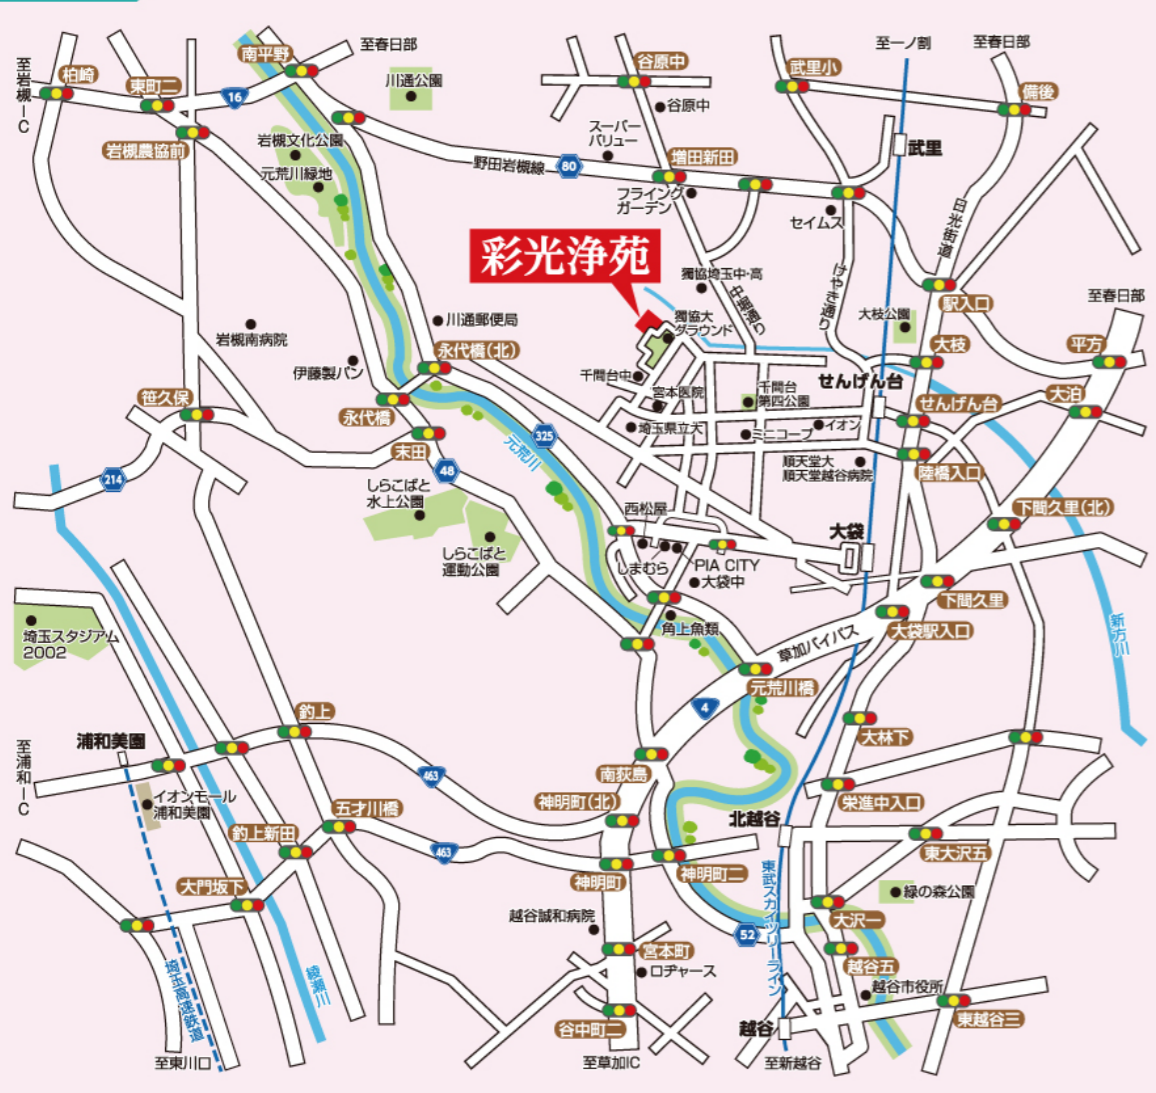 至岩槻IC
柏崎
東町二
16
南平野
至春日部
川通公園
谷原中
谷原中
武里小
至一ノ割
至春日部
備後
岩槻農協前
岩槻文化公園
元荒川緑地
野田岩槻線
80
スーパー
バリュー
増田新田
フライング
ガーデン
セイムス
武里
日光街道
彩光浄苑
獨協埼玉中・高
けやき通り
駅入口
至春日部
獨協大
グラウンド
大枝公園
大枝
平方
岩槻南病院
川通郵便局
永代橋(北)
伊藤製パン
千間台中
宮本医院
千間台
第四公園
せんげん台
せんげん台
大泊
笹久保
永代橋
末田
325
元荒川
埼玉県立大
ミニコープ
イオン
順天堂大
順天堂越谷病院
陸橋入口
214
48
しらこばと
水上公園
しらこばと
運動公園
西松屋
しまむら
PIA CITY
大袋中
大袋
下間久里(北)
下間久里
大袋駅入口
新方川
埼玉スタジアム
2002
角上魚類
草加バイパス
元荒川橋
4
釣上
浦和美園
至浦和IC
イオンモール
浦和美園
463
南荻島
大林下
神明町(北)
栄進中入口
五才川橋
釣上新田
463
北越谷
東大沢五
大門坂下
神明町
神明町二
東武スカイツリーライン
緑の森公園
越谷誠和病院
52
大沢一
宮本町
ロヂャース
越谷五
越谷市役所
埼玉高速鉄道
綾瀬川
谷中町二
越谷
東越谷三
至東川口
至草加IC
至新越谷